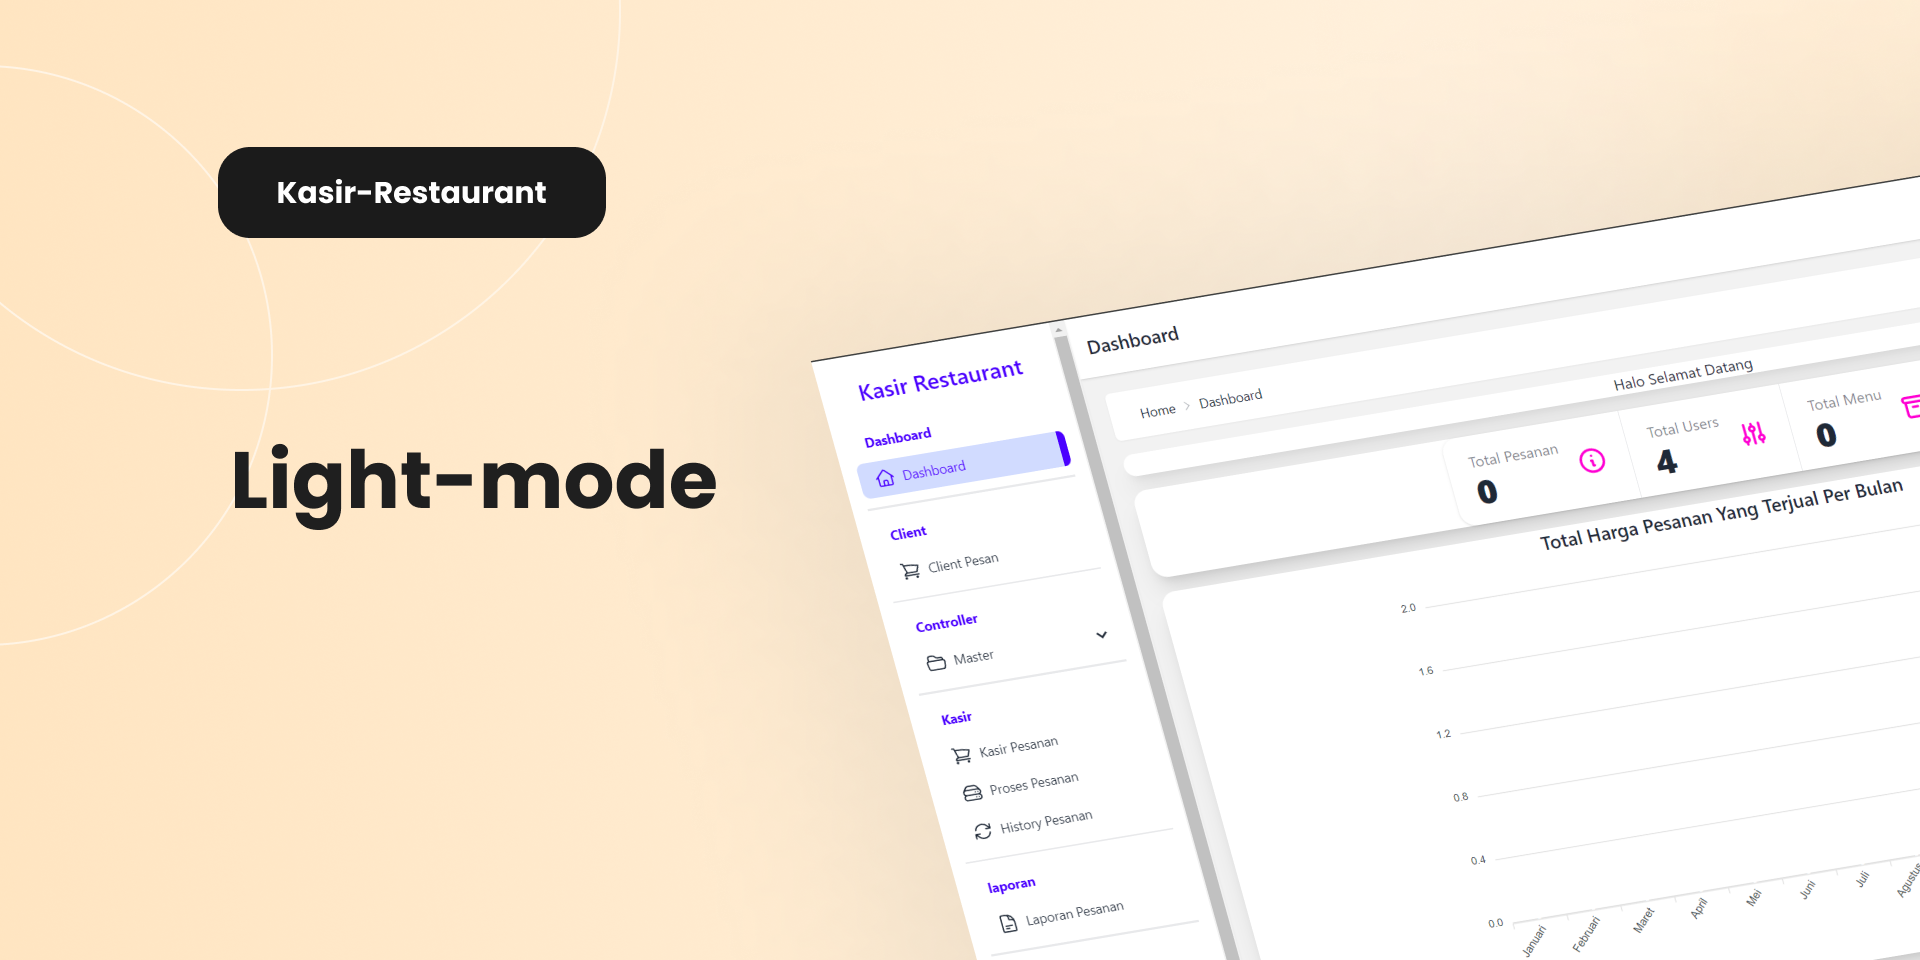 Kasir-Restaurant
Light-mode
Kasir Restaurant
Dashboard
Dashboard
Client
Client Pesan
Controller
Master
Kasir
Kasir Pesanan
Proses Pesanan
History Pesanan
laporan
Laporan Pesanan
Dashboard
Home
Dashboard
Halo Selamat Datang
Total Pesanan
0
Total Users
4
Total Menu
0
Total Harga Pesanan Yang Terjual Per Bulan
2.0
1.6
1.2
0.8
0.4
0.0
Januari
Februari
Maret
April
Mei
Juni
Juli
Agustus